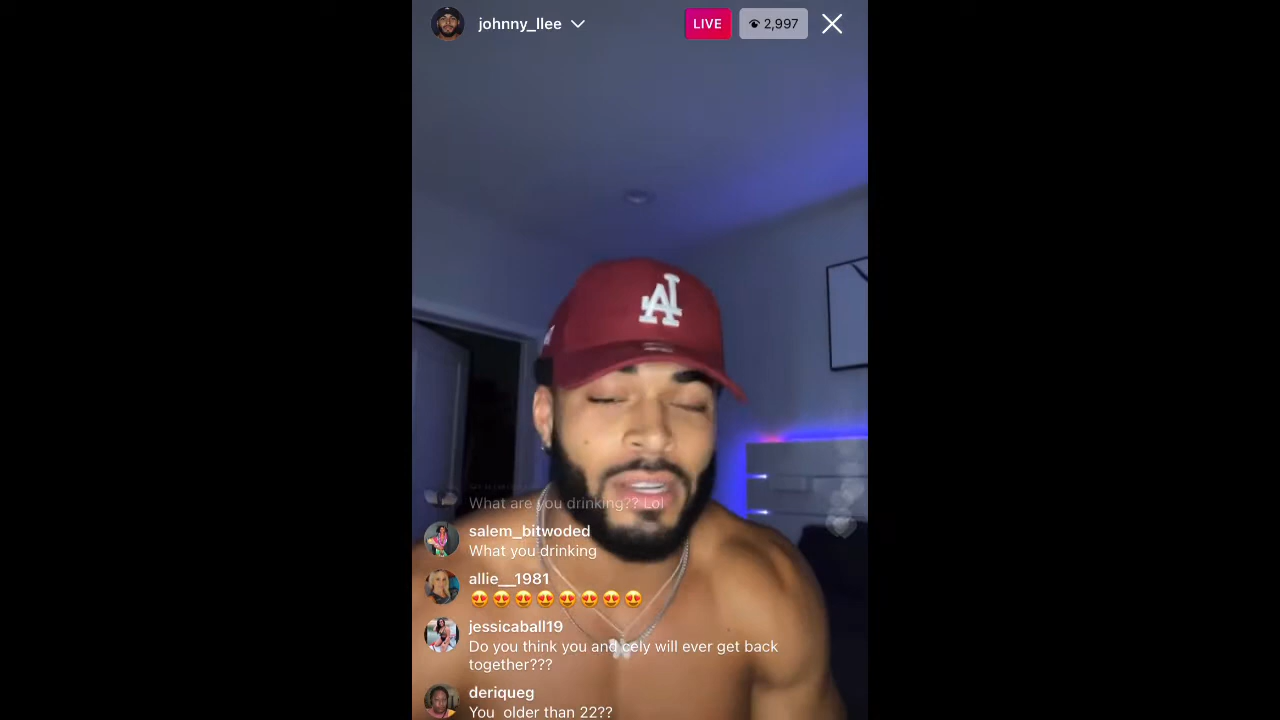 johnny_llee
LIVE
2,997
LA
What are you drinking?? Lol
salem_bitwoded
What you drinking
allie__1981
😍😍😍😍😍😍😍😍
jessicaball19
Do you think you and cely will ever get back
together???
deriqueg
You older than 22??